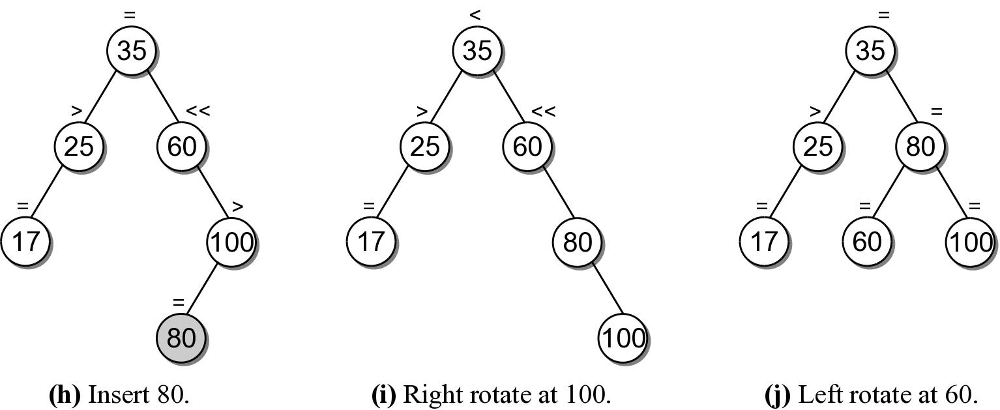 = < =
35 35 35
> << > << > =
25 60 25 60 25 80
= > = = = =
17 100 17 80 17 60 100
=
80 100
(h) Insert 80. (i) Right rotate at 100. (j) Left rotate at 60.